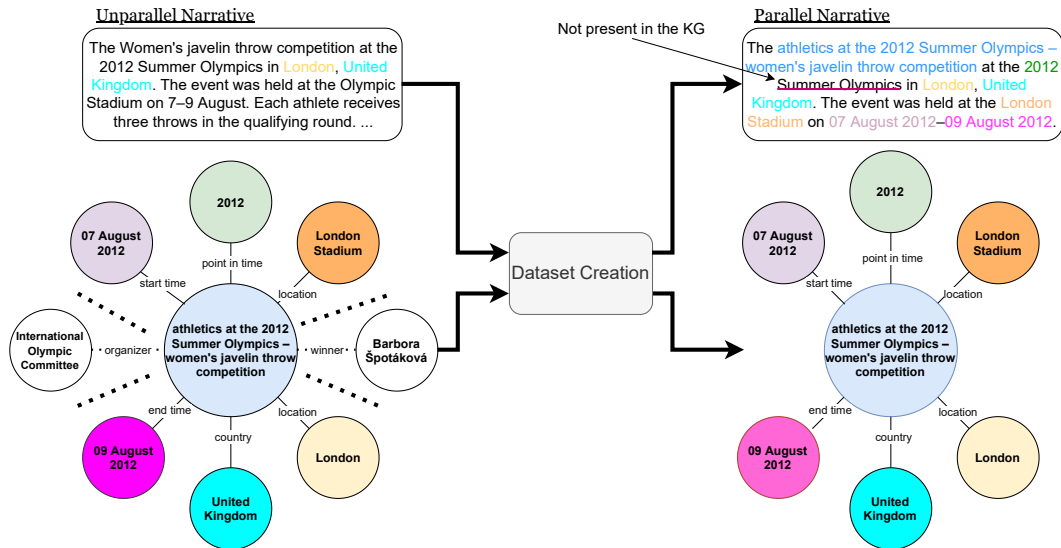 Unparallel Narrative
The Women's javelin throw competition at the
2012 Summer Olympics in London, United
Kingdom. The event was held at the Olympic
Stadium on 7–9 August. Each athlete receives
three throws in the qualifying round. ...
2012
07 August
2012
London
Stadium
point in time
start time
location
International
Olympic
Committee
organizer
athletics at the 2012
Summer Olympics –
women's javelin throw
competition
winner
Barbora
Špotáková
end time
location
country
09 August
2012
London
United
Kingdom
Dataset Creation
Not present in the KG
Parallel Narrative
The athletics at the 2012 Summer Olympics –
women's javelin throw competition at the 2012
Summer Olympics in London, United
Kingdom. The event was held at the London
Stadium on 07 August 2012–09 August 2012.
2012
07 August
2012
London
Stadium
point in time
start time
location
athletics at the 2012
Summer Olympics –
women's javelin throw
competition
end time
location
country
09 August
2012
London
United
Kingdom